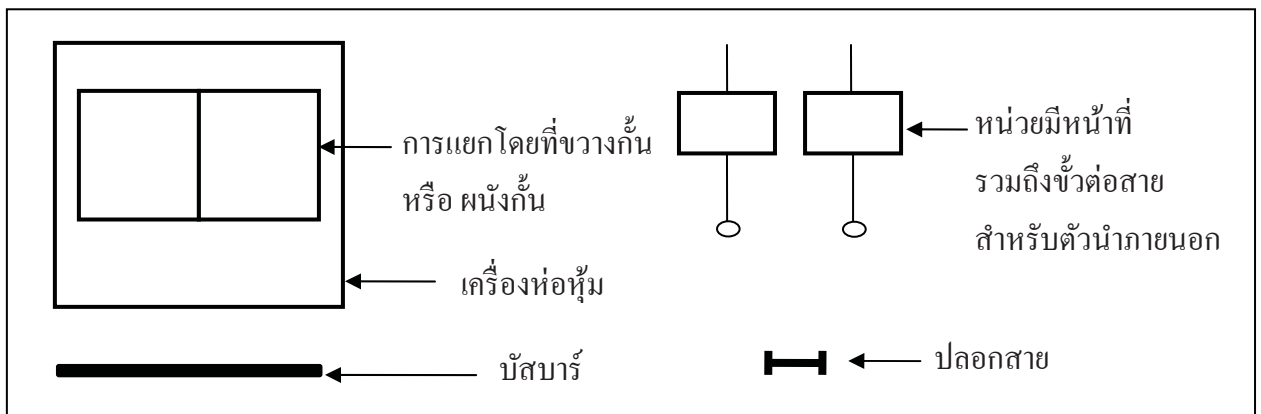 การแยกโดยที่ขวางกั้น
หรือ ผนังกั้น
เครื่องห่อหุ้ม
บัสบาร์
หน่วยมีหน้าที่
รวมถึงขั้วต่อสาย
สำหรับตัวนำภายนอก
ปลอกสาย